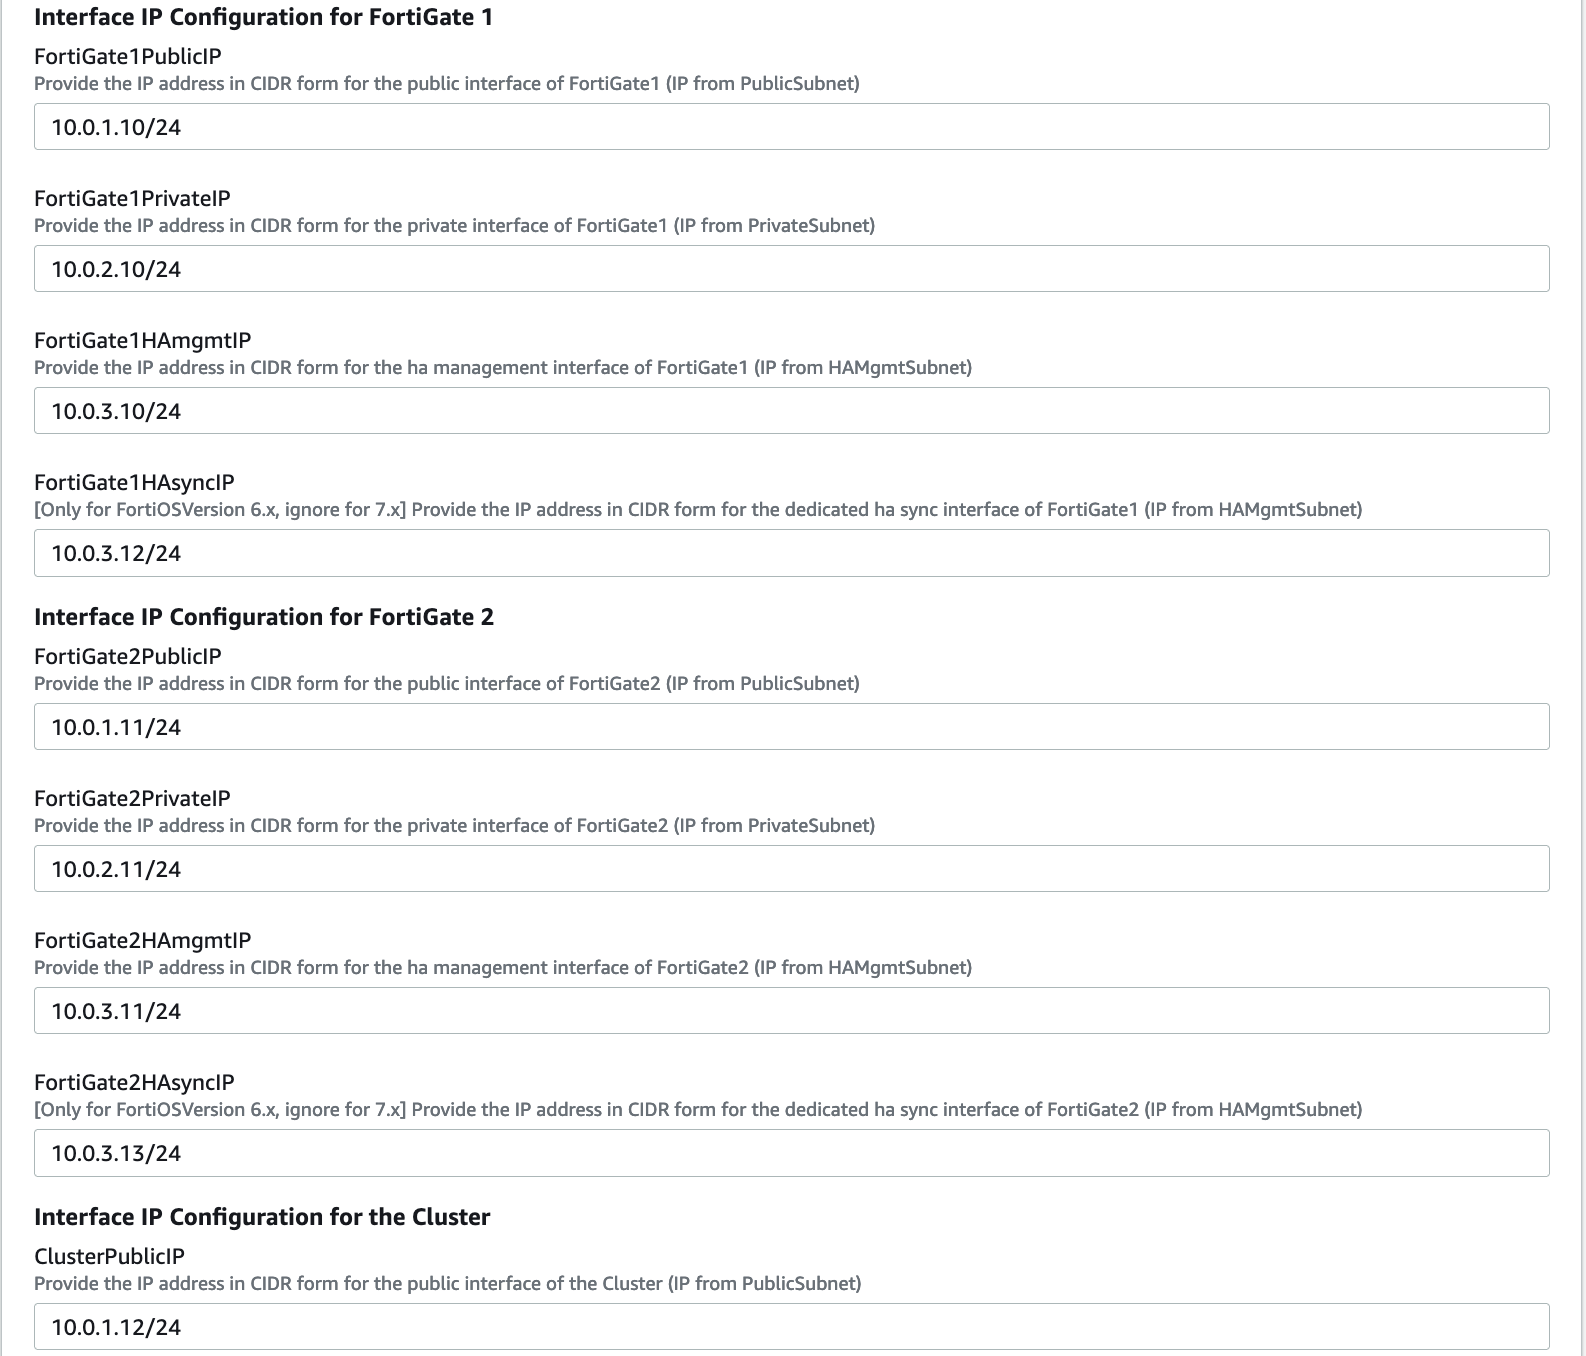 Interface IP Configuration for FortiGate 1
FortiGate1PublicIP
Provide the IP address in CIDR form for the public interface of FortiGate1 (IP from PublicSubnet)
10.0.1.10/24
FortiGate1PrivateIP
Provide the IP address in CIDR form for the private interface of FortiGate1 (IP from PrivateSubnet)
10.0.2.10/24
FortiGate1HAmgmtIP
Provide the IP address in CIDR form for the ha management interface of FortiGate1 (IP from HAMgmtSubnet)
10.0.3.10/24
FortiGate1HAsyncIP
[Only for FortiOSVersion 6.x, ignore for 7.x] Provide the IP address in CIDR form for the dedicated ha sync interface of FortiGate1 (IP from HAMgmtSubnet)
10.0.3.12/24
Interface IP Configuration for FortiGate 2
FortiGate2PublicIP
Provide the IP address in CIDR form for the public interface of FortiGate2 (IP from PublicSubnet)
10.0.1.11/24
FortiGate2PrivateIP
Provide the IP address in CIDR form for the private interface of FortiGate2 (IP from PrivateSubnet)
10.0.2.11/24
FortiGate2HAmgmtIP
Provide the IP address in CIDR form for the ha management interface of FortiGate2 (IP from HAMgmtSubnet)
10.0.3.11/24
FortiGate2HAsyncIP
[Only for FortiOSVersion 6.x, ignore for 7.x] Provide the IP address in CIDR form for the dedicated ha sync interface of FortiGate2 (IP from HAMgmtSubnet)
10.0.3.13/24
Interface IP Configuration for the Cluster
ClusterPublicIP
Provide the IP address in CIDR form for the public interface of the Cluster (IP from PublicSubnet)
10.0.1.12/24